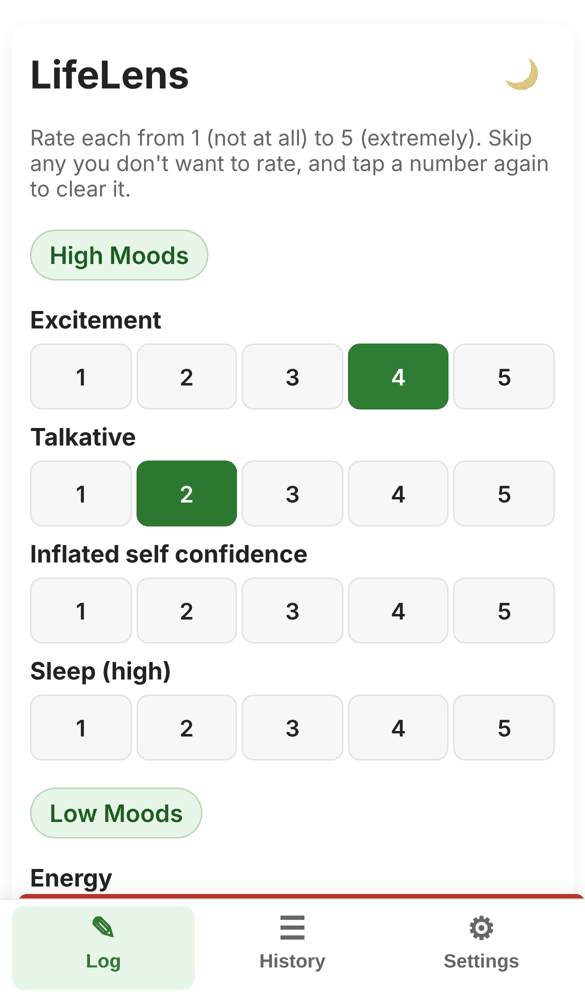 LifeLens
Rate each from 1 (not at all) to 5 (extremely). Skip
any you don't want to rate, and tap a number again
to clear it.
High Moods
Excitement
1 2 3 4 5
Talkative
1 2 3 4 5
Inflated self confidence
1 2 3 4 5
Sleep (high)
1 2 3 4 5
Low Moods
Energy
Log History Settings